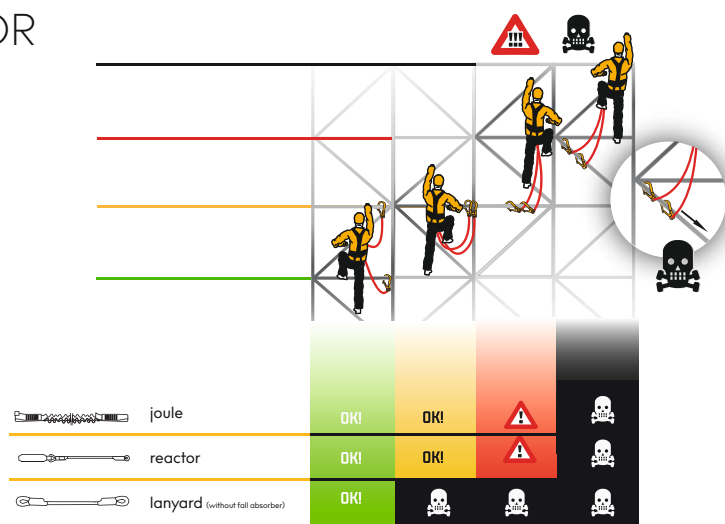 OR
!!!
joule OK! OK! !
reactor OK! OK! !
lanyard (without fall absorber) OK!